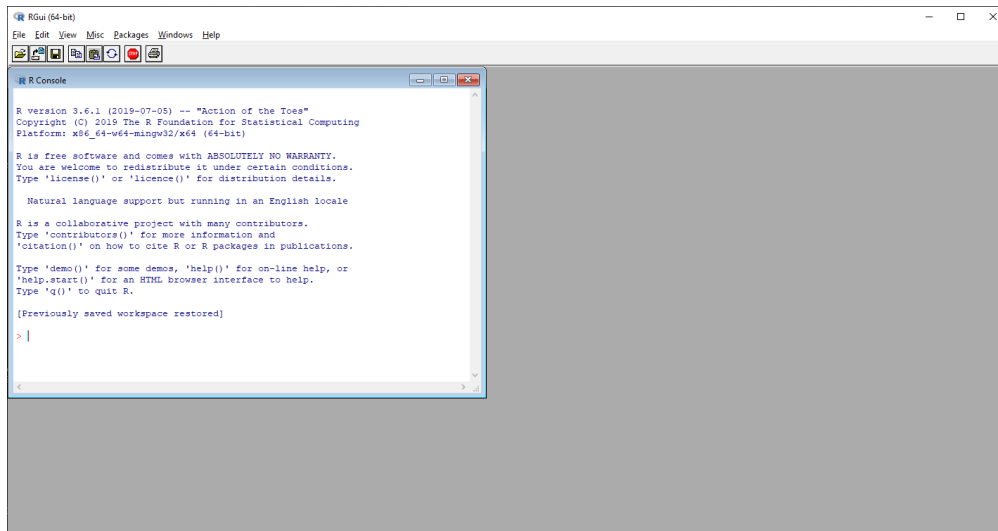 RGui (64-bit)
File Edit View Misc Packages Windows Help
STOP
R Console
R version 3.6.1 (2019-07-05) -- "Action of the Toes"
Copyright (C) 2019 The R Foundation for Statistical Computing
Platform: x86_64-w64-mingw32/x64 (64-bit)
R is free software and comes with ABSOLUTELY NO WARRANTY.
You are welcome to redistribute it under certain conditions.
Type 'license()' or 'licence()' for distribution details.
Natural language support but running in an English locale
R is a collaborative project with many contributors.
Type 'contributors()' for more information and
'citation()' on how to cite R or R packages in publications.
Type 'demo()' for some demos, 'help()' for on-line help, or
'help.start()' for an HTML browser interface to help.
Type 'q()' to quit R.
[Previously saved workspace restored]
>